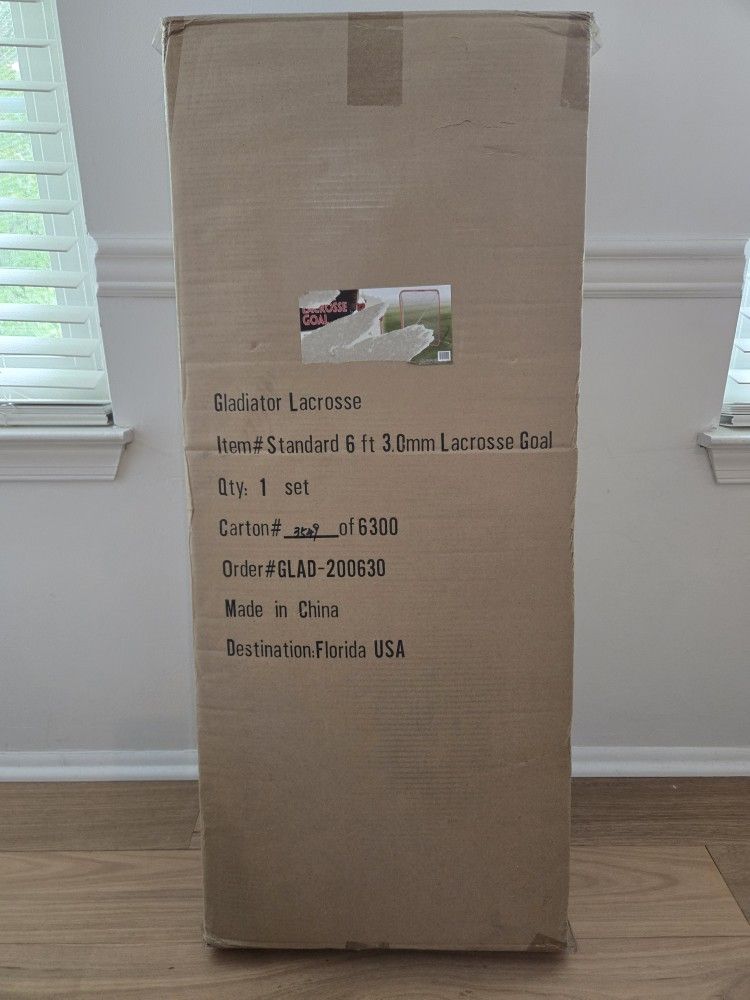 LACROSSE
GOAL
Gladiator Lacrosse
Item# Standard 6 ft 3.0mm Lacrosse Goal
Qty: 1 set
Carton# 3549 of 6300
Order#GLAD-200630
Made in China
Destination:Florida USA